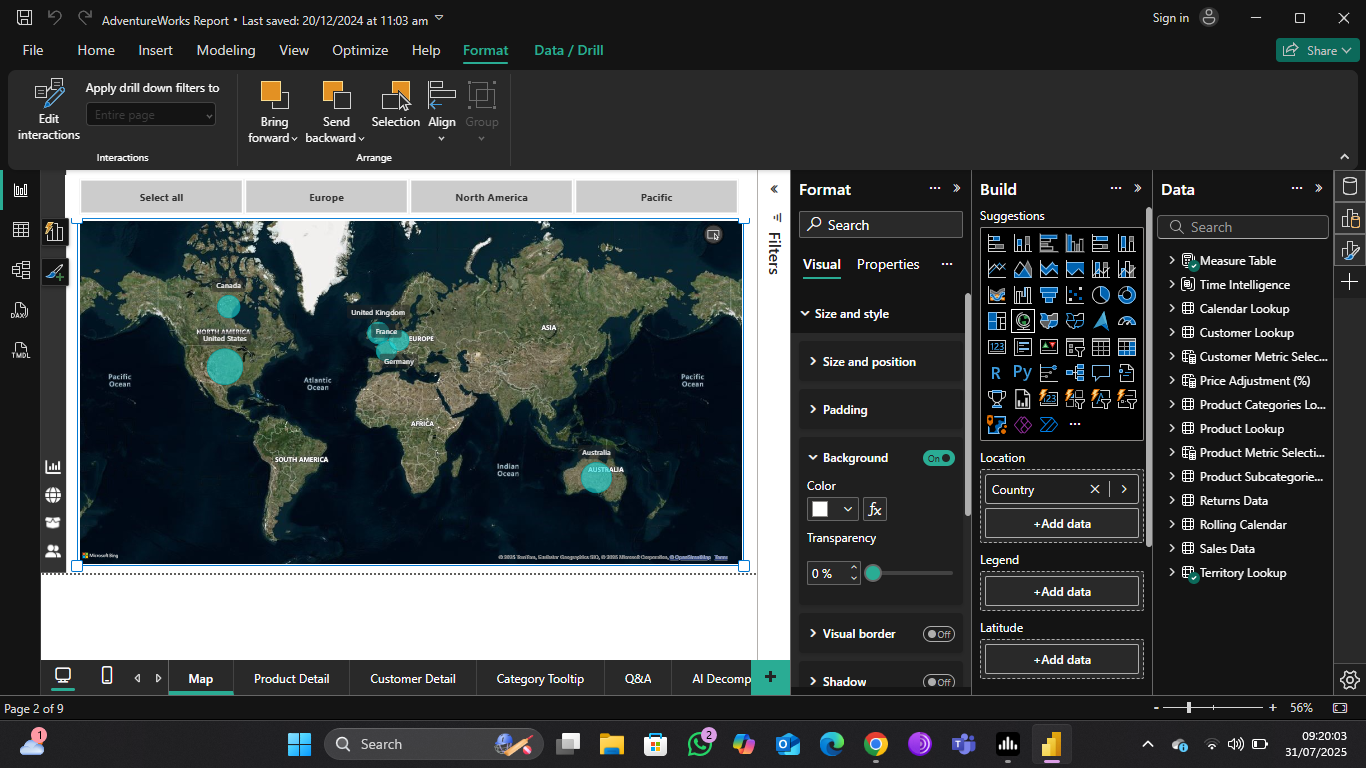 AdventureWorks Report • Last saved: 20/12/2024 at 11:03 am
Sign in
File
Home
Insert
Modeling
View
Optimize
Help
Format
Data / Drill
Share
Edit
interactions
Apply drill down filters to
Entire page
Interactions
Bring
forward
Send
backward
Selection
Align
Group
Arrange
DAX
TMDL
Select all
Europe
North America
Pacific
Canada
NORTH AMERICA
United States
United Kingdom
France
EUROPE
Germany
ASIA
Pacific
Ocean
Atlantic
Ocean
Pacific
Ocean
AFRICA
SOUTH AMERICA
Indian
Ocean
Australia
AUSTRALIA
Microsoft Bing
© 2025 TomTom, Earthstar Geographics SIO, © 2025 Microsoft Corporation, © OpenStreetMap Terms
Filters
Format
Search
Visual
Properties
Size and style
Size and position
Padding
Background
On
Color
fx
Transparency
0 %
Visual border
Off
Shadow
Off
Build
Suggestions
123
R
Py
123
Location
Country
+Add data
Legend
+Add data
Latitude
+Add data
Data
Search
Measure Table
Time Intelligence
Calendar Lookup
Customer Lookup
Customer Metric Selec...
Price Adjustment (%)
Product Categories Lo...
Product Lookup
Product Metric Selecti...
Product Subcategorie...
Returns Data
Rolling Calendar
Sales Data
Territory Lookup
Map
Product Detail
Customer Detail
Category Tooltip
Q&A
AI Decomp
+
Page 2 of 9
- + 56%
1
Search
2
09:20:03
31/07/2025